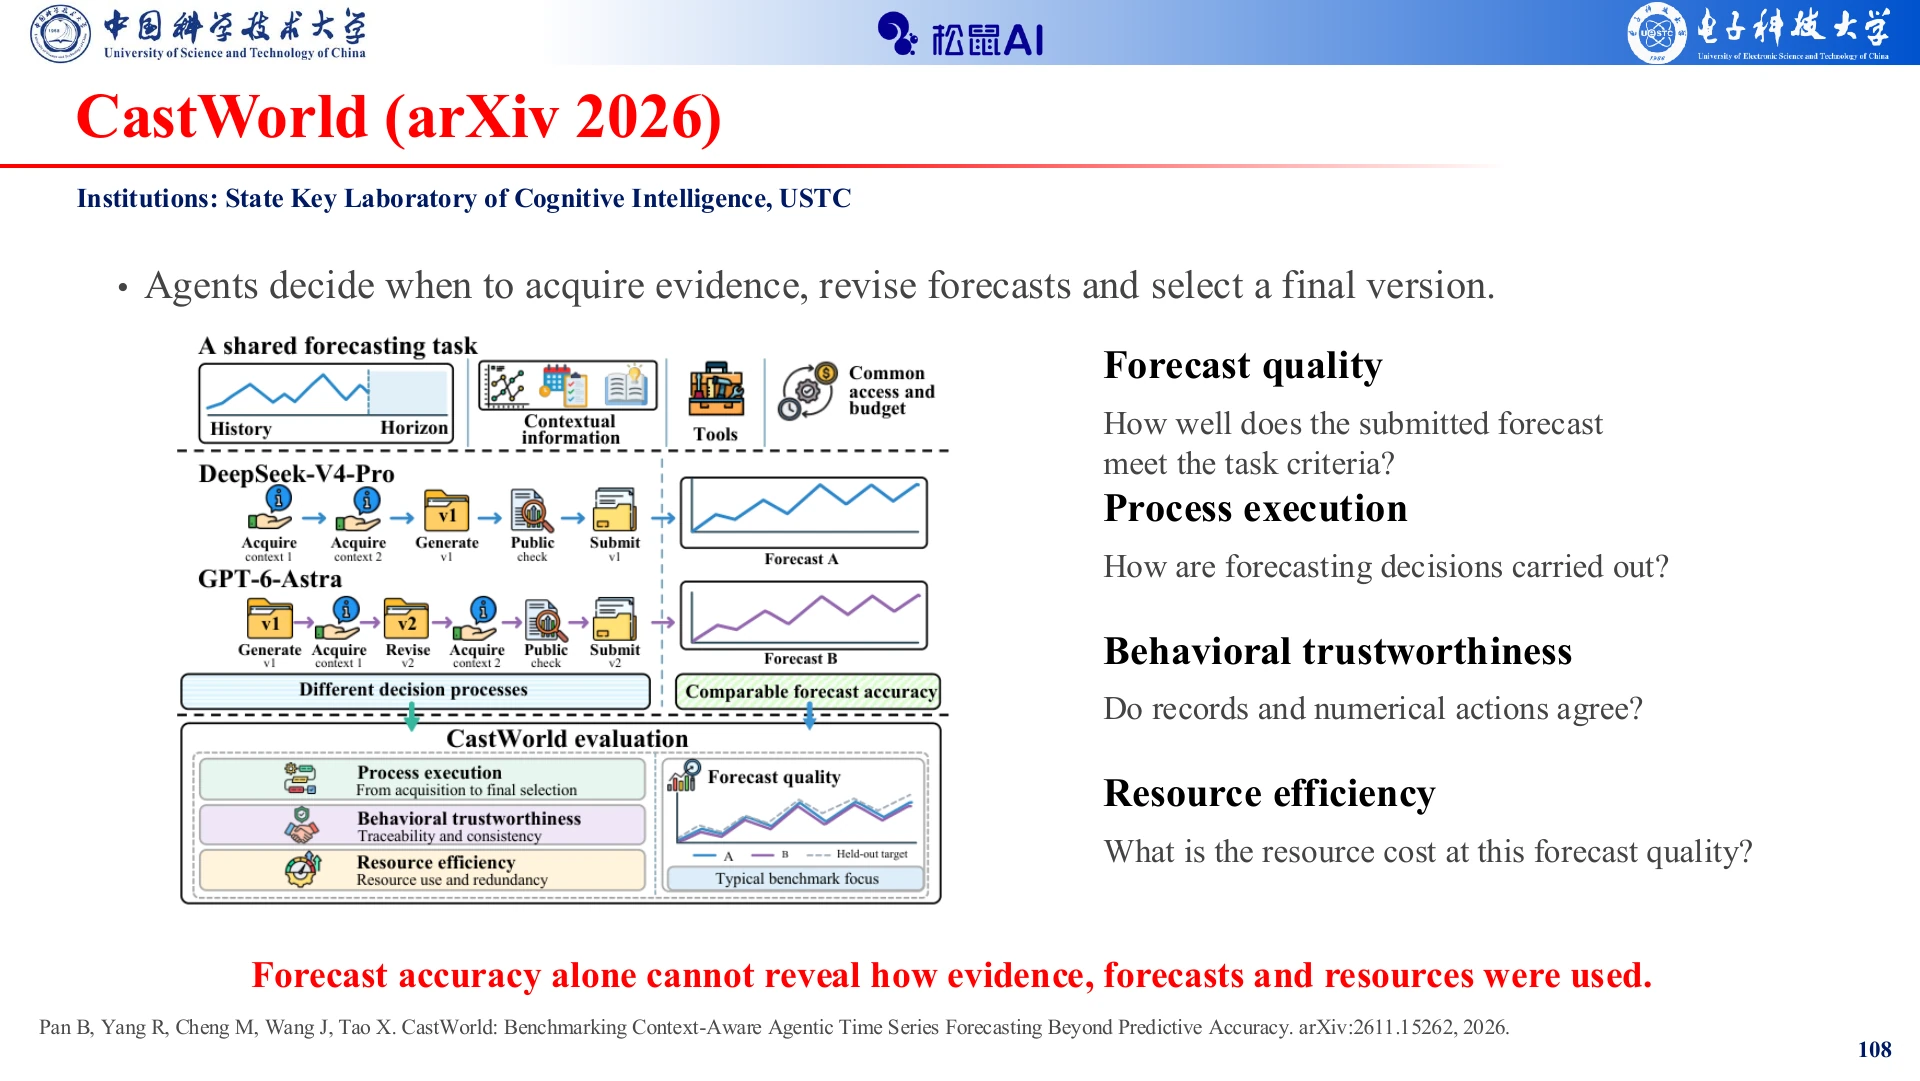 中国科学技术大学
University of Science and Technology of China
松鼠AI
电子科技大学
University of Electronic Science and Technology of China
1956
CastWorld (arXiv 2026)
Institutions: State Key Laboratory of Cognitive Intelligence, USTC
• Agents decide when to acquire evidence, revise forecasts and select a final version.
A shared forecasting task
History
Horizon
Contextual
information
Tools
Common
access and
budget
DeepSeek-V4-Pro
v1
Acquire
context 1
Acquire
context 2
Generate
v1
Public
check
Submit
v1
Forecast A
GPT-6-Astra
v1
v2
Generate
v1
Acquire
context 1
Revise
v2
Acquire
context 2
Public
check
Submit
v2
Forecast B
Different decision processes
Comparable forecast accuracy
CastWorld evaluation
Process execution
From acquisition to final selection
Behavioral trustworthiness
Traceability and consistency
Resource efficiency
Resource use and redundancy
Forecast quality
A
B
Held-out target
Typical benchmark focus
Forecast quality
How well does the submitted forecast
meet the task criteria?
Process execution
How are forecasting decisions carried out?
Behavioral trustworthiness
Do records and numerical actions agree?
Resource efficiency
What is the resource cost at this forecast quality?
Forecast accuracy alone cannot reveal how evidence, forecasts and resources were used.
Pan B, Yang R, Cheng M, Wang J, Tao X. CastWorld: Benchmarking Context-Aware Agentic Time Series Forecasting Beyond Predictive Accuracy. arXiv:2611.15262, 2026.
108